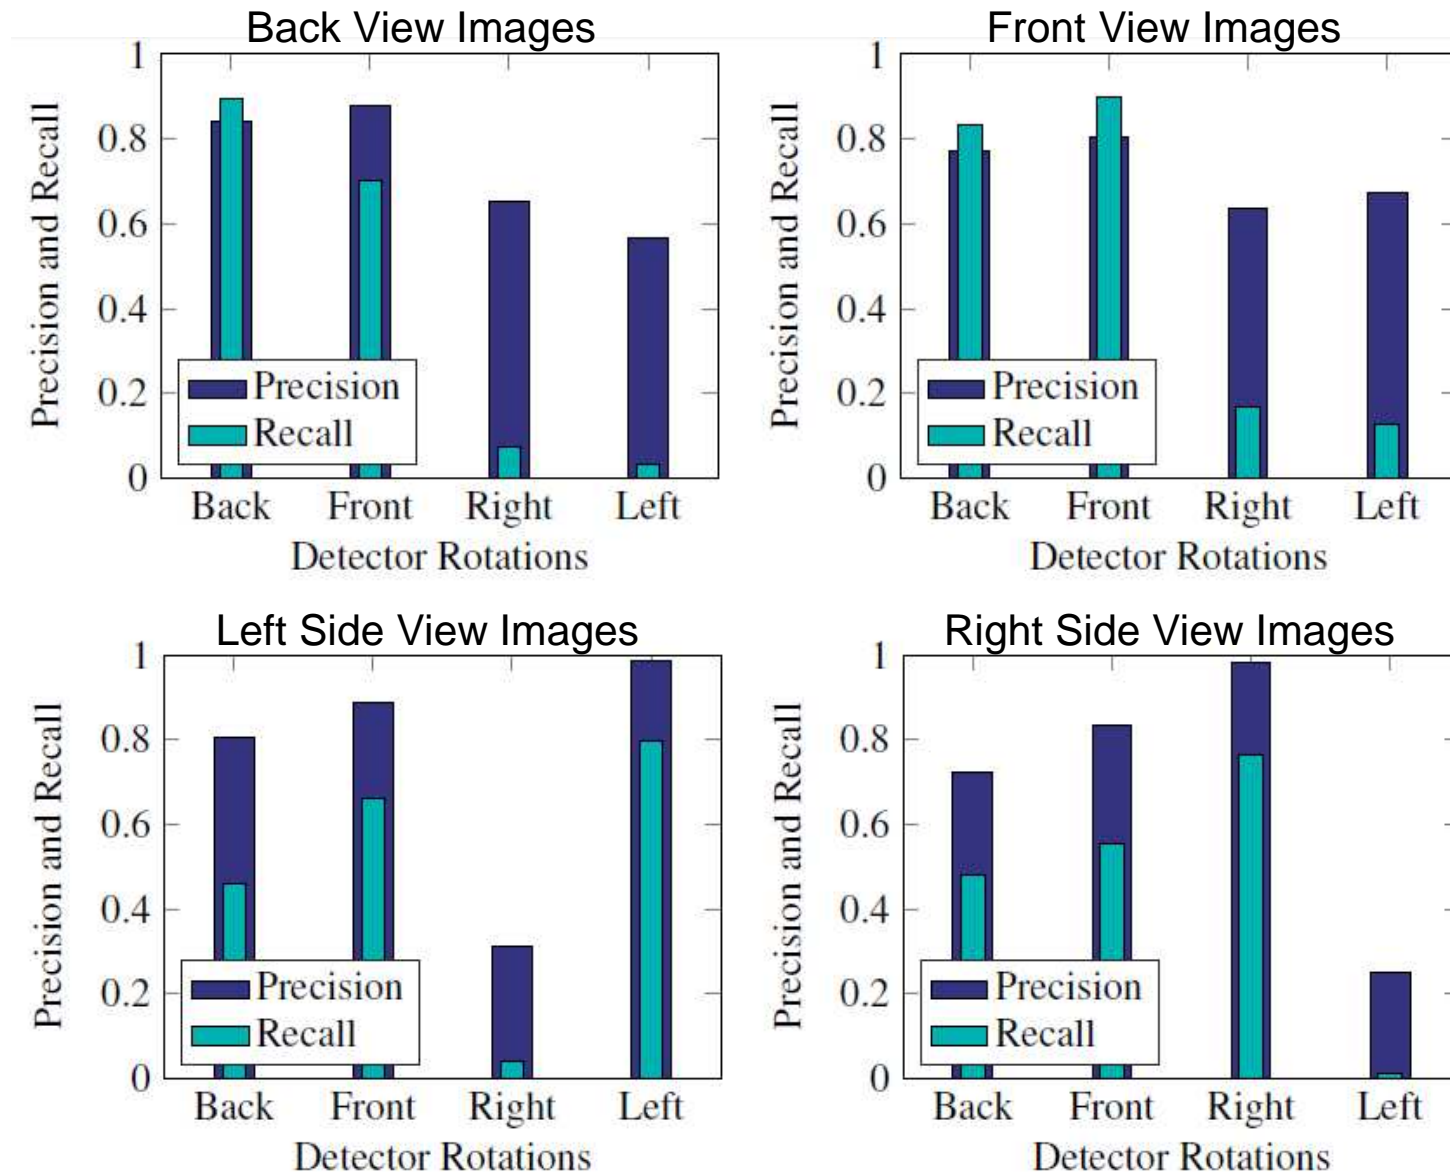 Back View Images
Precision and Recall
1
0.8
0.6
0.4
0.2
0
Precision
Recall
Back Front Right Left
Detector Rotations
Front View Images
Precision and Recall
1
0.8
0.6
0.4
0.2
0
Precision
Recall
Back Front Right Left
Detector Rotations
Left Side View Images
Precision and Recall
1
0.8
0.6
0.4
0.2
0
Precision
Recall
Back Front Right Left
Detector Rotations
Right Side View Images
Precision and Recall
1
0.8
0.6
0.4
0.2
0
Precision
Recall
Back Front Right Left
Detector Rotations